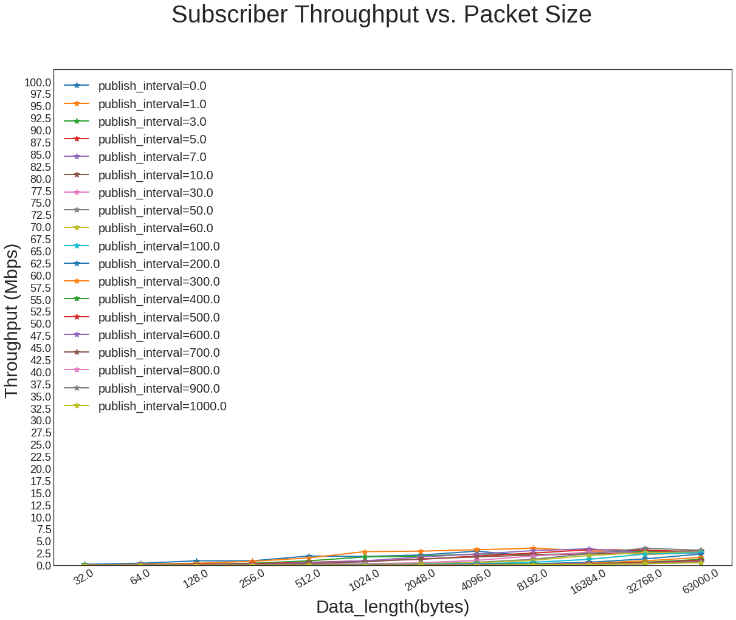 Subscriber Throughput vs. Packet Size
Throughput (Mbps)
100.0
97.5
95.0
92.5
90.0
87.5
85.0
82.5
80.0
77.5
75.0
72.5
70.0
67.5
65.0
62.5
60.0
57.5
55.0
52.5
50.0
47.5
45.0
42.5
40.0
37.5
35.0
32.5
30.0
27.5
25.0
22.5
20.0
17.5
15.0
12.5
10.0
7.5
5.0
2.5
0.0
publish_interval=0.0
publish_interval=1.0
publish_interval=3.0
publish_interval=5.0
publish_interval=7.0
publish_interval=10.0
publish_interval=30.0
publish_interval=50.0
publish_interval=60.0
publish_interval=100.0
publish_interval=200.0
publish_interval=300.0
publish_interval=400.0
publish_interval=500.0
publish_interval=600.0
publish_interval=700.0
publish_interval=800.0
publish_interval=900.0
publish_interval=1000.0
32.0
64.0
128.0
256.0
512.0
1024.0
2048.0
4096.0
8192.0
16384.0
32768.0
63000.0
Data_length(bytes)